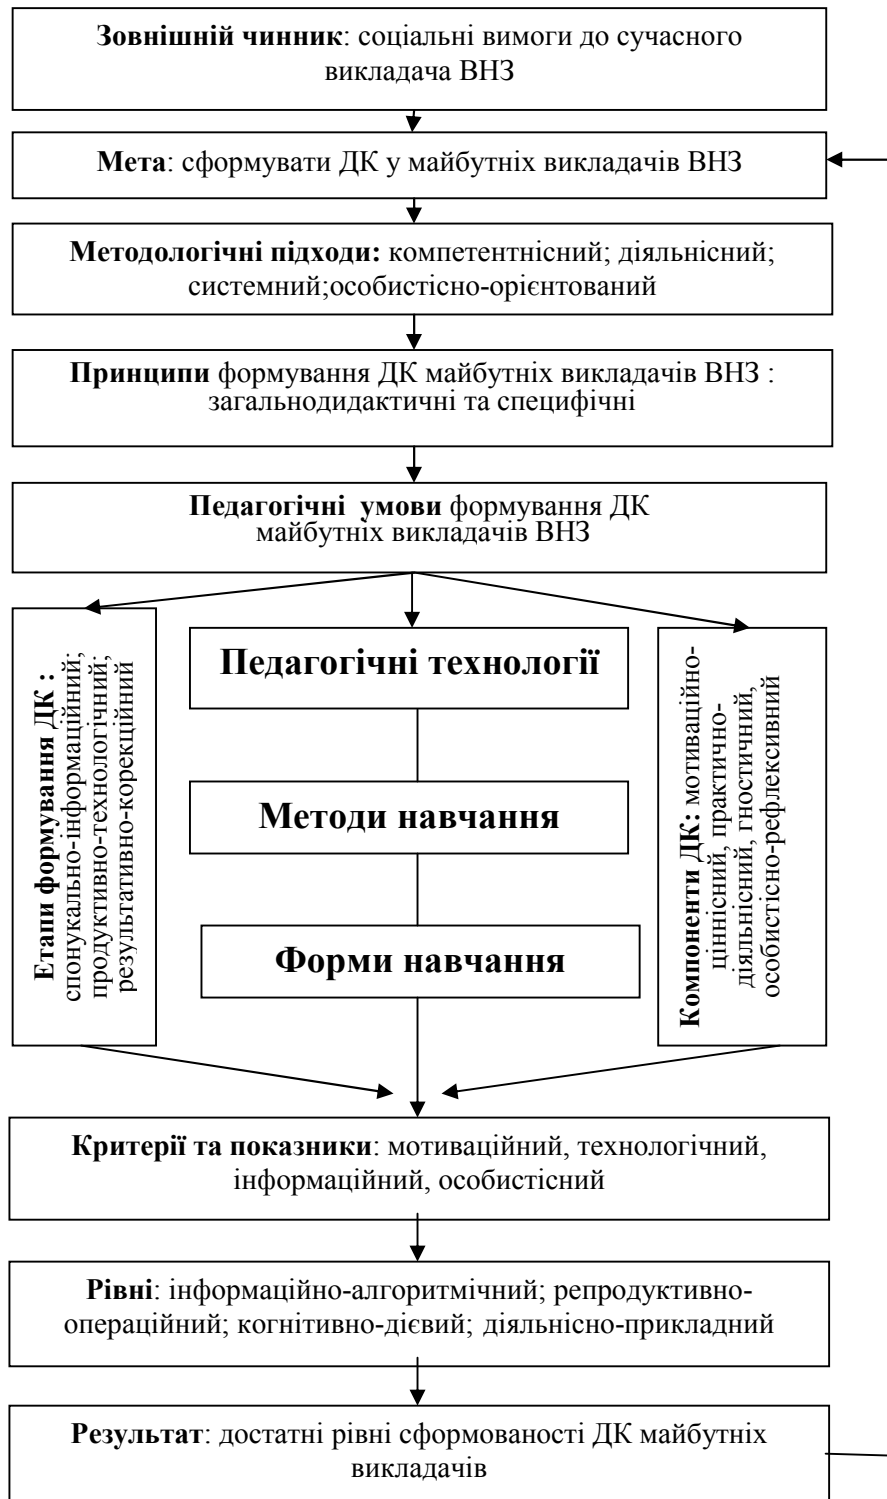 Зовнішній чинник: соціальні вимоги до сучасного
викладача ВНЗ
Мета: сформувати ДК у майбутніх викладачів ВНЗ
Методологічні підходи: компетентнісний; діяльнісний;
системний;особистісно-орієнтований
Принципи формування ДК майбутніх викладачів ВНЗ :
загальнодидактичні та специфічні
Педагогічні умови формування ДК
майбутніх викладачів ВНЗ
Етапи формування ДК :
спонукально-інформаційний;
продуктивно-технологічний;
результативно-корекційний
Педагогічні технології
Методи навчання
Форми навчання
Компоненти ДК: мотиваційно-
ціннісний, практично-
діяльнісний, гностичний,
особистісно-рефлексивний
Критерії та показники: мотиваційний, технологічний,
інформаційний, особистісний
Рівні: інформаційно-алгоритмічний; репродуктивно-
операційний; когнітивно-дієвий; діяльнісно-прикладний
Результат: достатні рівні сформованості ДК майбутніх
викладачів